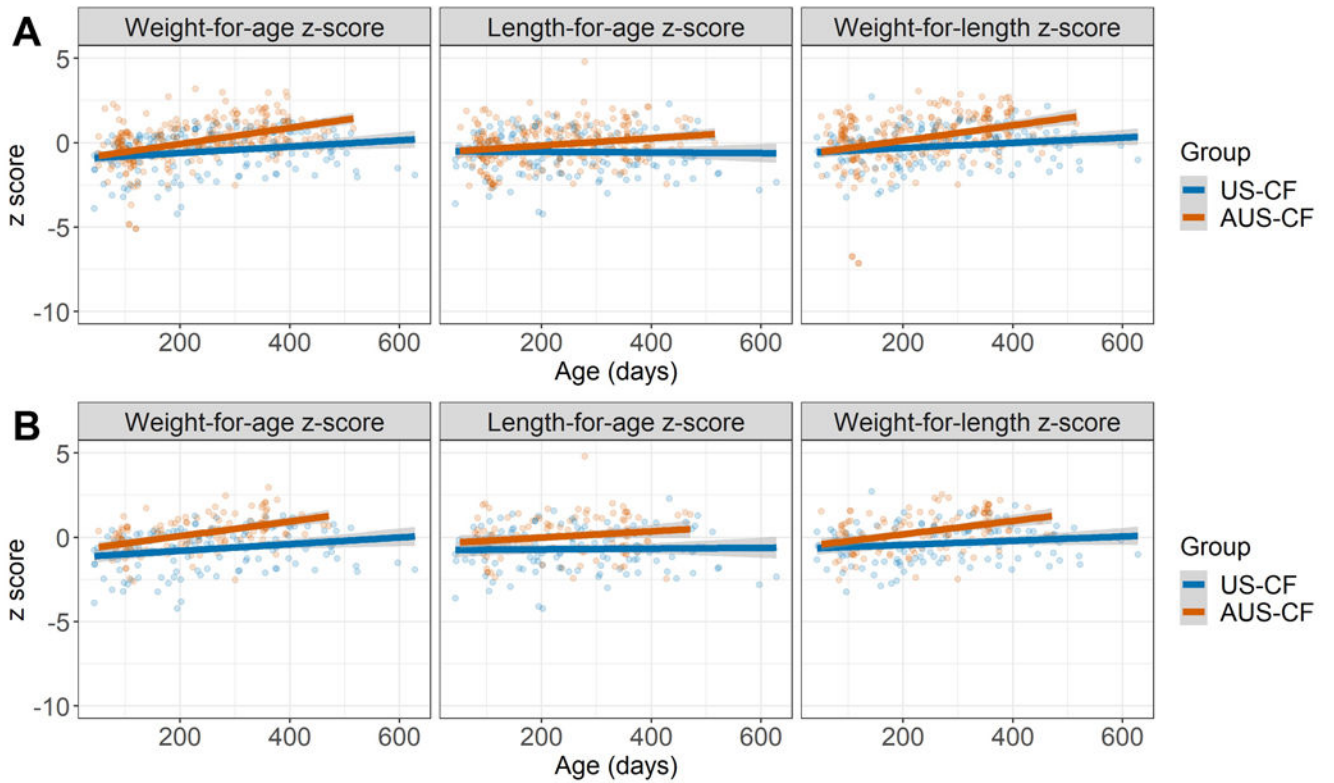 A
Weight-for-age z-score
Length-for-age z-score
Weight-for-length z-score
5
0
-5
-10
z score
200 400 600
200 400 600
200 400 600
Age (days)
Group
US-CF
AUS-CF
B
Weight-for-age z-score
Length-for-age z-score
Weight-for-length z-score
5
0
-5
-10
z score
200 400 600
200 400 600
200 400 600
Age (days)
Group
US-CF
AUS-CF